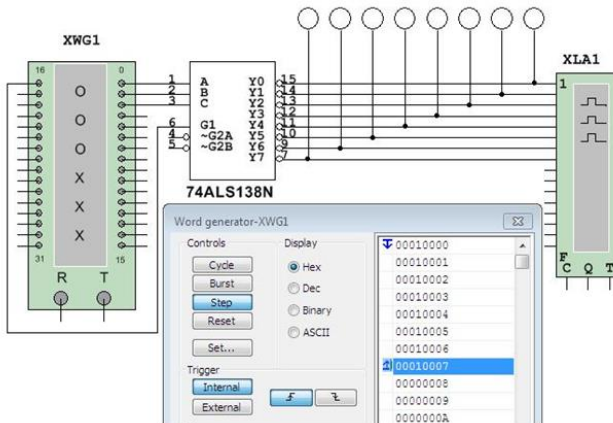 XWG1
16 0
31 15
R T
O
O
O
X
X
X
1 A Y0 15
2 B Y1 14
3 C Y2 13
Y3 12
6 G1 Y4 11
4 ~G2A Y5 10
5 ~G2B Y6 9
Y7 7
74ALS138N
XLA1
1
F
C Q T
Word generator-XWG1
Controls
Cycle
Burst
Step
Reset
Set...
Display
Hex
Dec
Binary
ASCII
Trigger
Internal
External
00010000
00010001
00010002
00010003
00010004
00010005
00010006
00010007
00000008
00000009
0000000A